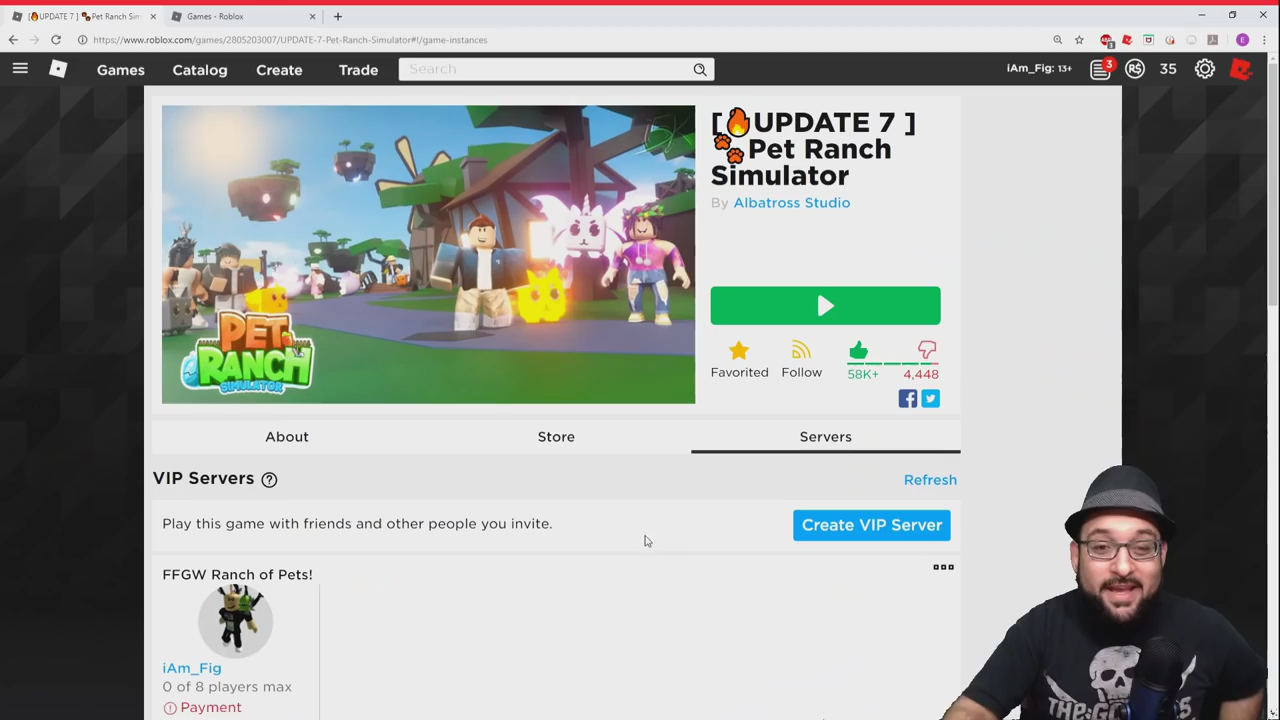 [🔥UPDATE 7 ] 🐾Pet Ranch Sim
Games - Roblox
https://www.roblox.com/games/2805203007/UPDATE-7-Pet-Ranch-Simulator#!/game-instances
Games
Catalog
Create
Trade
Search
iAm_Fig: 13+
3
35
[🔥UPDATE 7 ]
🐾Pet Ranch
Simulator
By Albatross Studio
PET
RANCH
SIMULATOR
Favorited
Follow
58K+
4,448
About
Store
Servers
VIP Servers
Refresh
Play this game with friends and other people you invite.
Create VIP Server
FFGW Ranch of Pets!
iAm_Fig
0 of 8 players max
Payment